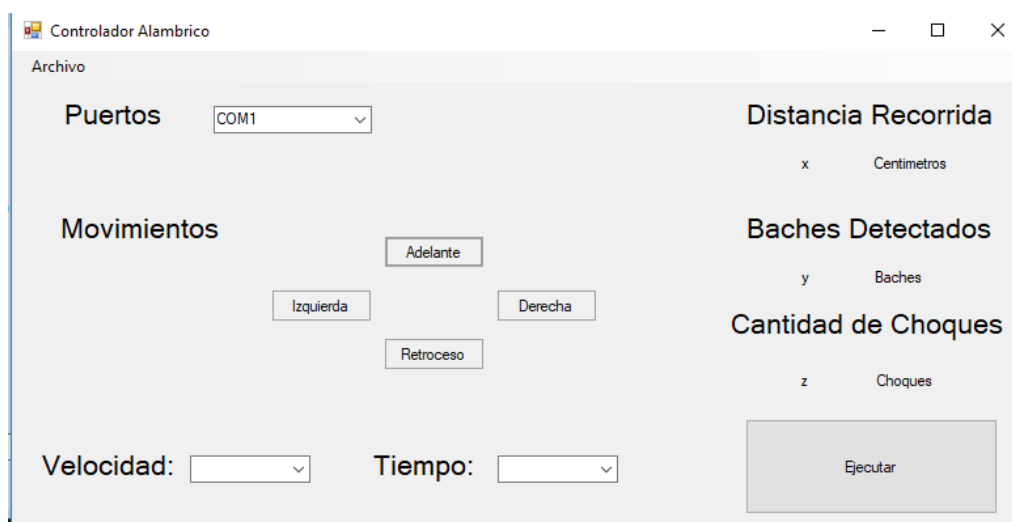 Controlador Alambrico
Archivo
Puertos COM1 Distancia Recorrida
x Centimetros
Movimientos Baches Detectados
Adelante
y Baches
Izquierda Derecha
Cantidad de Choques
Retroceso
z Choques
Velocidad: Tiempo: Ejecutar